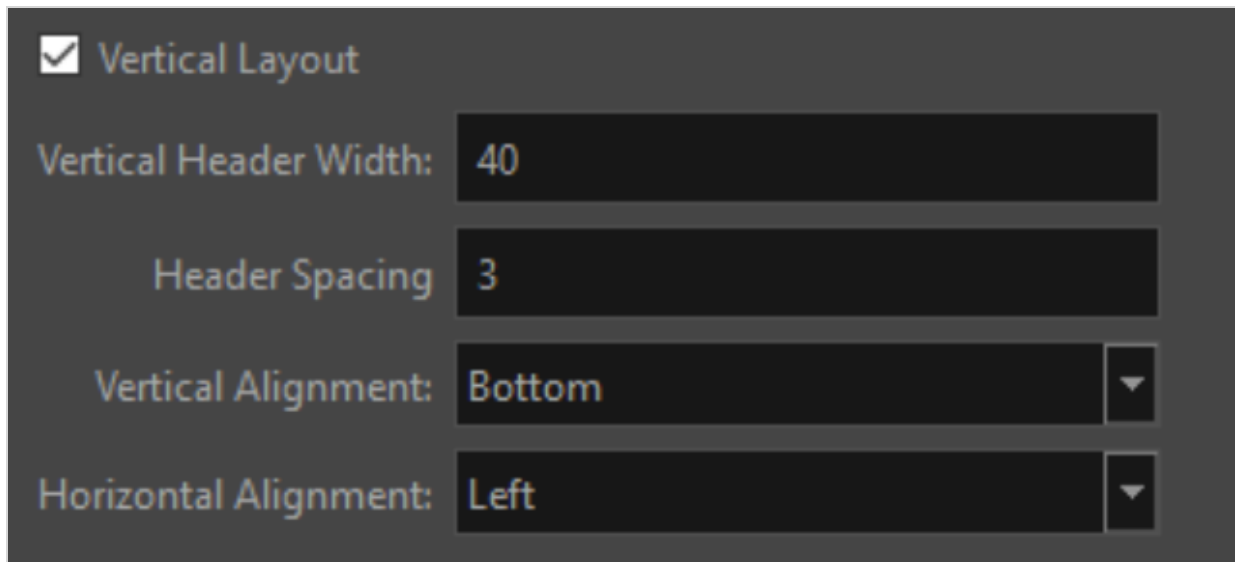 Vertical Layout
Vertical Header Width: 40
Header Spacing 3
Vertical Alignment: Bottom
Horizontal Alignment: Left